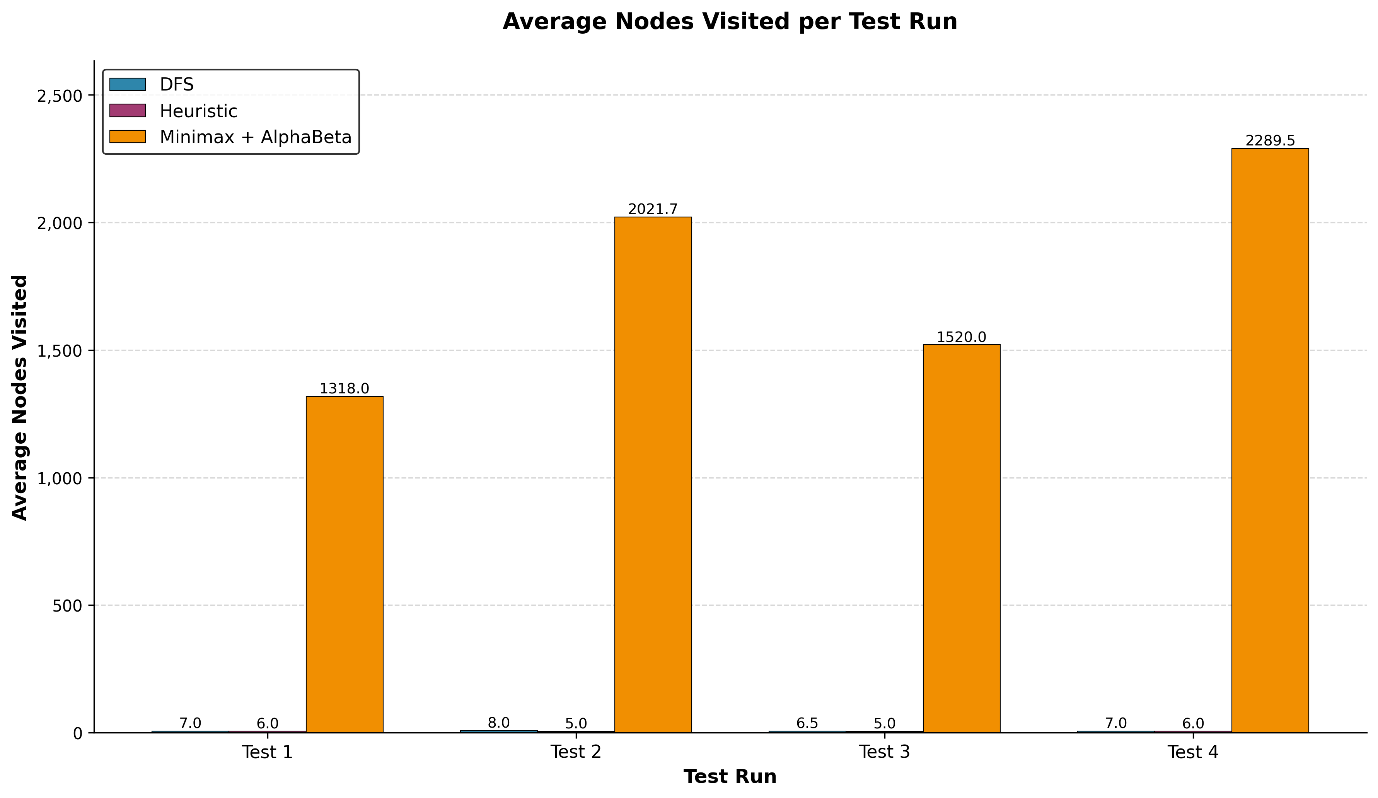 Average Nodes Visited per Test Run
DFS
Heuristic
Minimax + AlphaBeta
Average Nodes Visited
2,500
2,000
1,500
1,000
500
0
7.0
6.0
1318.0
8.0
5.0
2021.7
6.5
5.0
1520.0
7.0
6.0
2289.5
Test 1
Test 2
Test 3
Test 4
Test Run